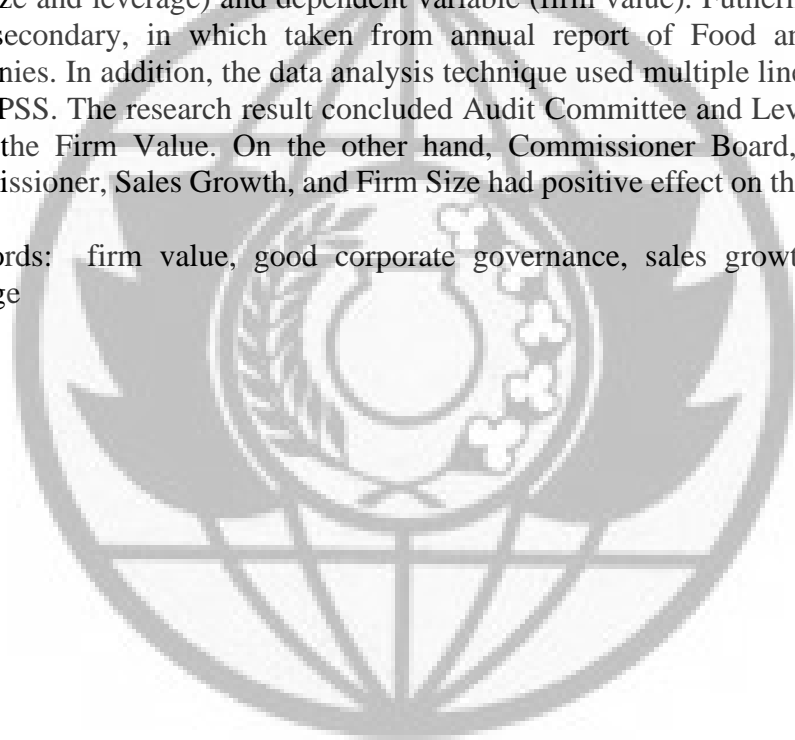 ze and leverage) and dependent variable (firm value). Futhern
secondary, in which taken from annual report of Food an
nies. In addition, the data analysis technique used multiple line
PSS. The research result concluded Audit Committee and Lev
the Firm Value. On the other hand, Commissioner Board,
issioner, Sales Growth, and Firm Size had positive effect on th
ords: firm value, good corporate governance, sales growt
ge